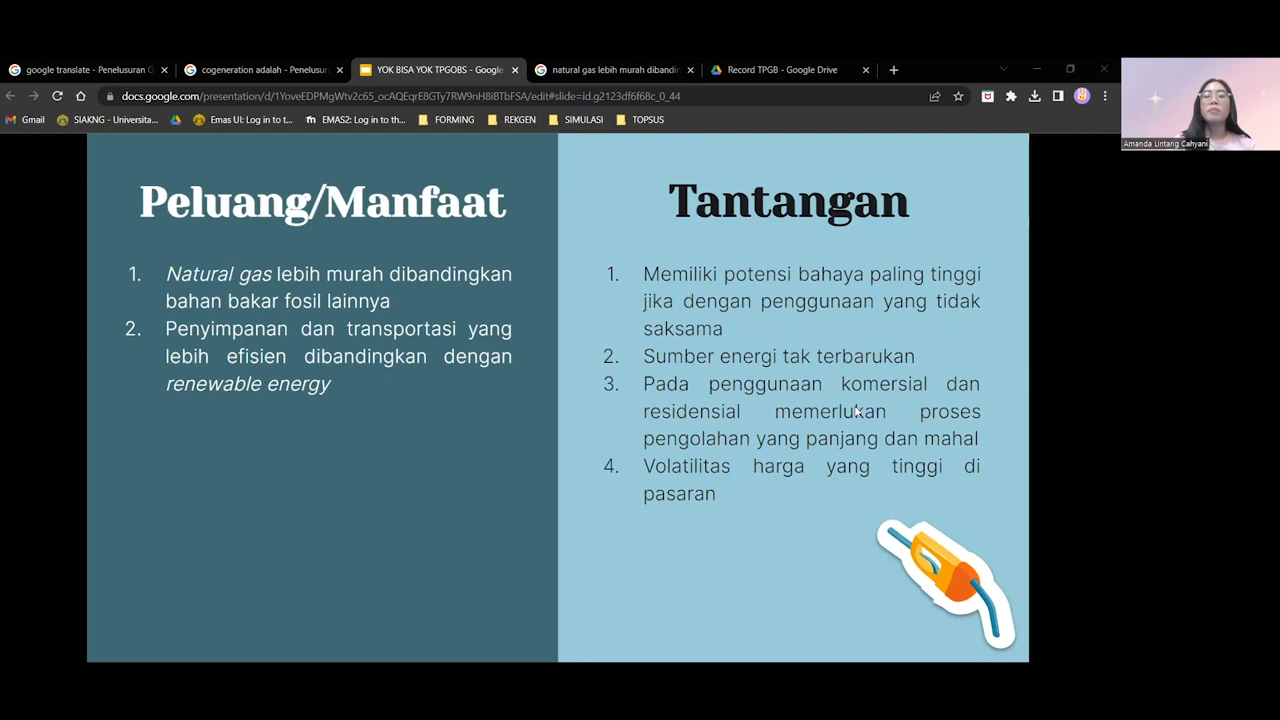 google translate - Penelusuran G
cogeneration adalah - Penelusura
YOK BISA YOK TPGOBS - Google
natural gas lebih murah dibandin
Record TPGB - Google Drive
docs.google.com/presentation/d/1YoveEDPMgWtv2c65_ocAQEqrE8GTy7RW9nH8iBTbFSA/edit#slide=id.g2123df6f68c_0_44
Gmail
SIAKNG - Universita...
Emas UI: Log in to t...
EMAS2: Log in to th...
FORMING
REKGEN
SIMULASI
TOPSUS
Amanda Lintang Cahyani
Peluang/Manfaat
1. Natural gas lebih murah dibandingkan
bahan bakar fosil lainnya
2. Penyimpanan dan transportasi yang
lebih efisien dibandingkan dengan
renewable energy
Tantangan
1. Memiliki potensi bahaya paling tinggi
jika dengan penggunaan yang tidak
saksama
2. Sumber energi tak terbarukan
3. Pada penggunaan komersial dan
residensial memerlukan proses
pengolahan yang panjang dan mahal
4. Volatilitas harga yang tinggi di
pasaran